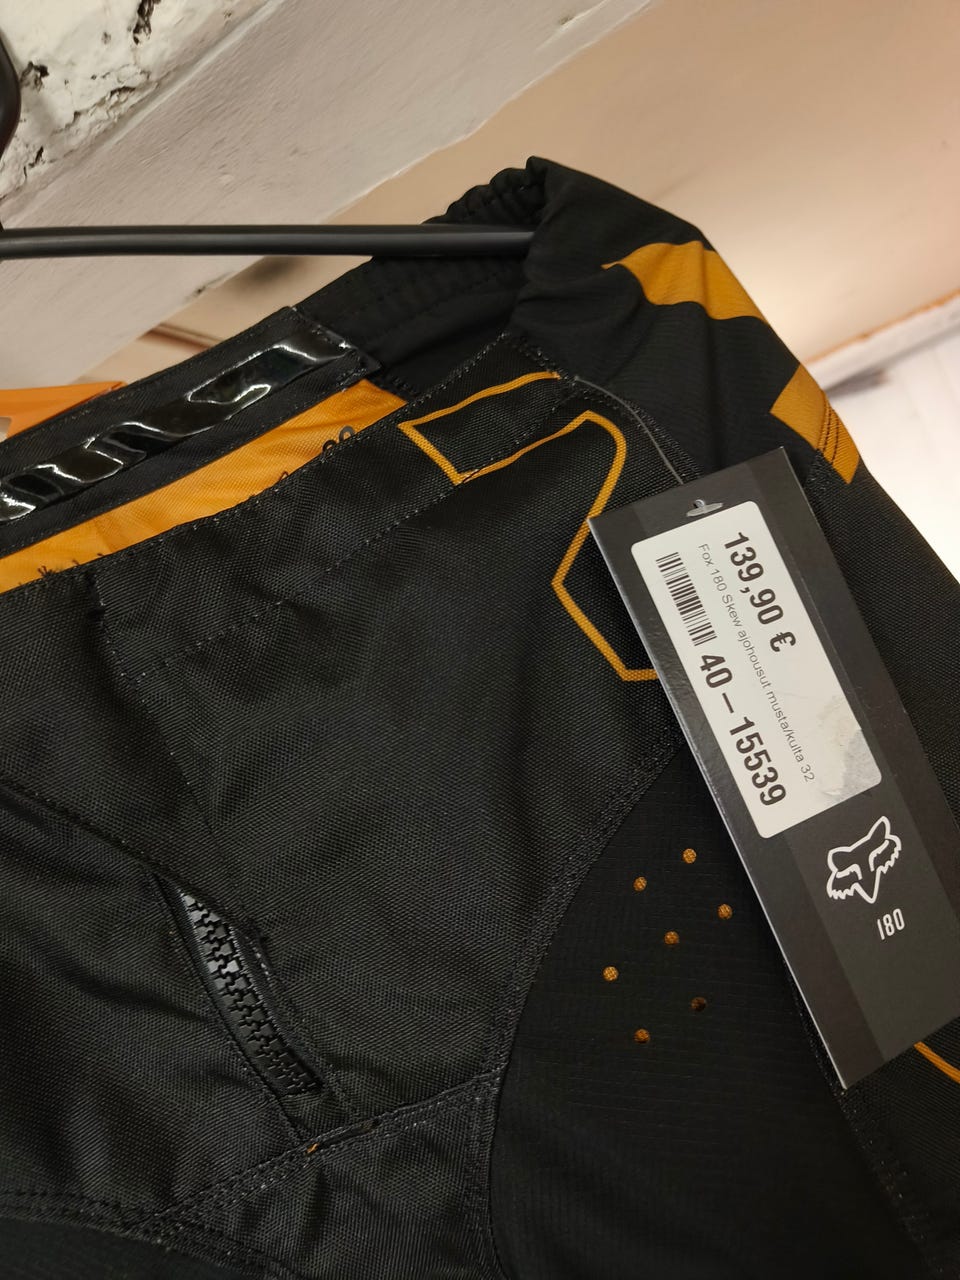 139,90 €
Fox 180 Skew ajohousut musta/kulta 32
40-15539
180